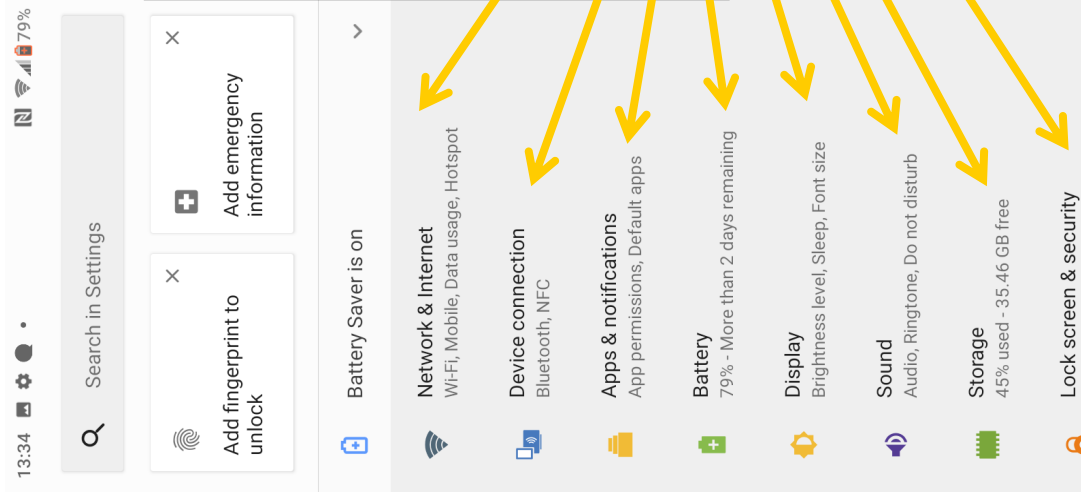 13:34
79%
Search in Settings
Add fingerprint to
unlock
Add emergency
information
Battery Saver is on
Network & Internet
Wi-Fi, Mobile, Data usage, Hotspot
Device connection
Bluetooth, NFC
Apps & notifications
App permissions, Default apps
Battery
79% - More than 2 days remaining
Display
Brightness level, Sleep, Font size
Sound
Audio, Ringtone, Do not disturb
Storage
45% used - 35.46 GB free
Lock screen & security